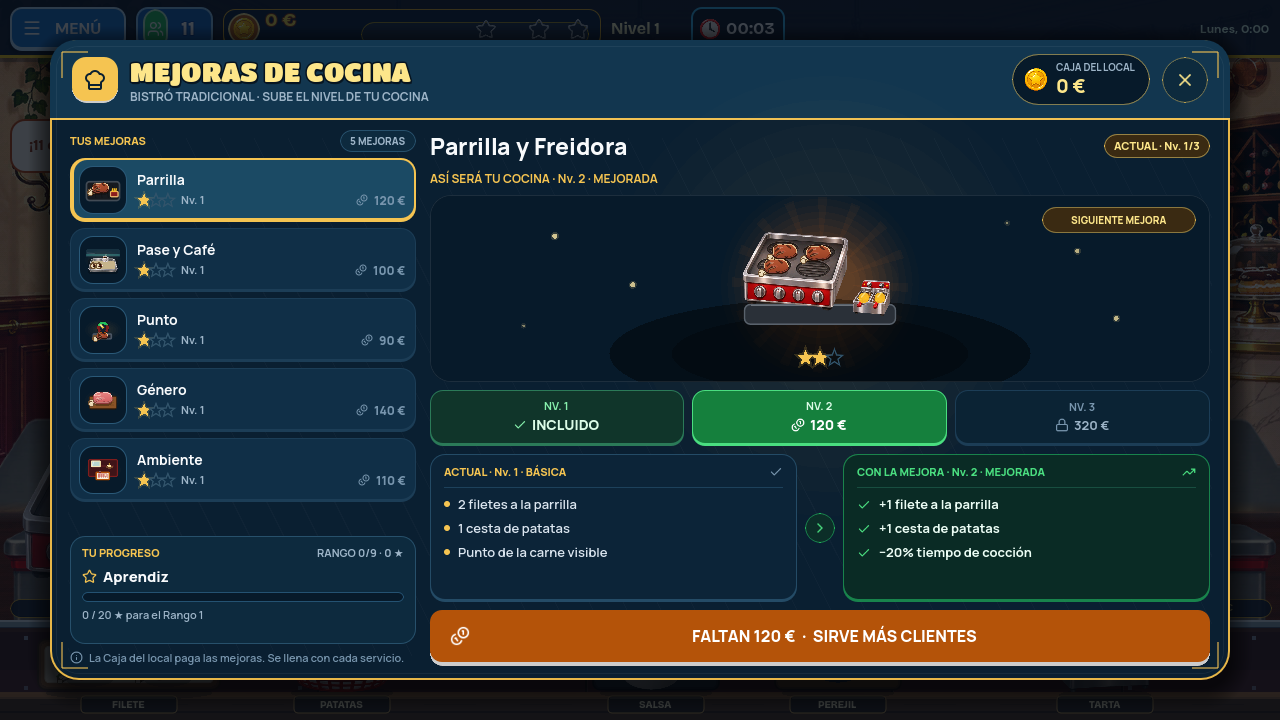 MENÚ
11
0 €
Nivel 1
00:03
Lunes, 0:00
MEJORAS DE COCINA
BISTRÓ TRADICIONAL · SUBE EL NIVEL DE TU COCINA
CAJA DEL LOCAL
0 €
TUS MEJORAS
5 MEJORAS
Parrilla
Nv. 1
120 €
Pase y Café
Nv. 1
100 €
Punto
Nv. 1
90 €
Género
Nv. 1
140 €
Ambiente
Nv. 1
110 €
TU PROGRESO
RANGO 0/9 · 0 ★
Aprendiz
0 / 20 ★ para el Rango 1
La Caja del local paga las mejoras. Se llena con cada servicio.
Parrilla y Freidora
ACTUAL · Nv. 1/3
ASÍ SERÁ TU COCINA · Nv. 2 · MEJORADA
SIGUIENTE MEJORA
NV. 1
INCLUIDO
NV. 2
120 €
NV. 3
320 €
ACTUAL · Nv. 1 · BÁSICA
2 filetes a la parrilla
1 cesta de patatas
Punto de la carne visible
CON LA MEJORA · Nv. 2 · MEJORADA
+1 filete a la parrilla
+1 cesta de patatas
−20% tiempo de cocción
FALTAN 120 € · SIRVE MÁS CLIENTES
FILETE
PATATAS
SALSA
PEREJIL
TARTA